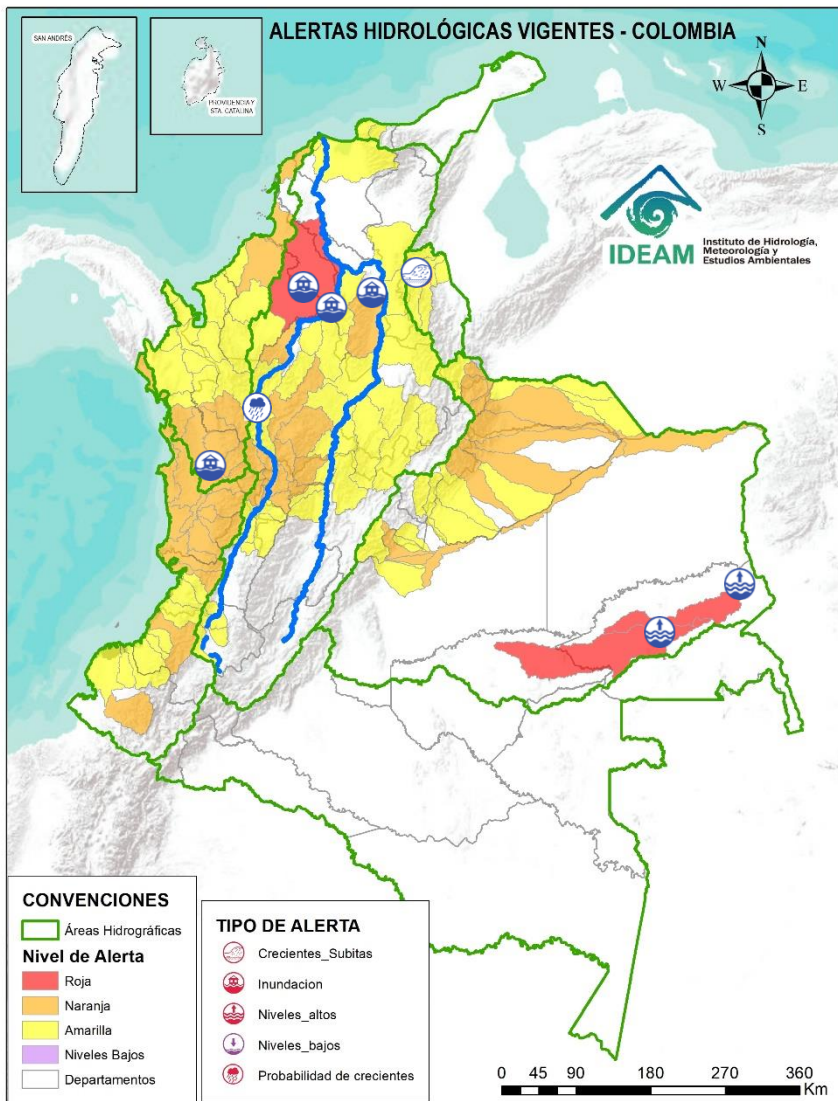 ALERTAS HIDROLÓGICAS VIGENTES - COLOMBIA
SAN ANDRÉS
PROVIDENCIA Y
STA. CATALINA
N
W
E
S
IDEAM
Instituto de Hidrología,
Meteorología y
Estudios Ambientales
CONVENCIONES
Áreas Hidrográficas
Nivel de Alerta
Roja
Naranja
Amarilla
Niveles Bajos
Departamentos
TIPO DE ALERTA
Crecientes_Subitas
Inundacion
Niveles_altos
Niveles_bajos
Probabilidad de crecientes
0 45 90 180 270 360
Km